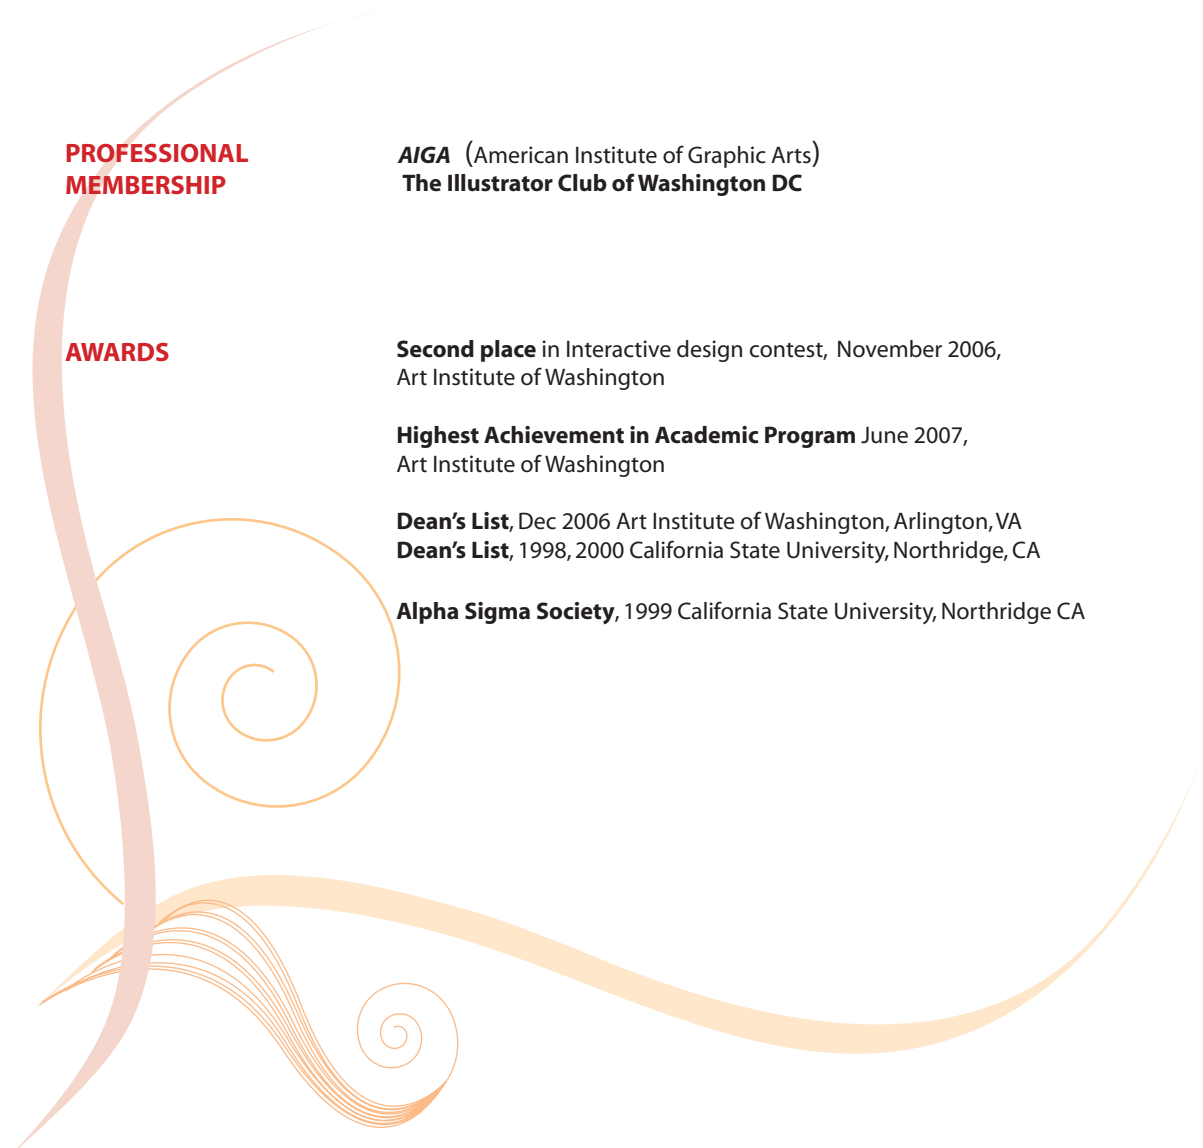 PROFESSIONAL
MEMBERSHIP
AIGA (American Institute of Graphic Arts)
The Illustrator Club of Washington DC
AWARDS
Second place in Interactive design contest, November 2006,
Art Institute of Washington
Highest Achievement in Academic Program June 2007,
Art Institute of Washington
Dean’s List, Dec 2006 Art Institute of Washington, Arlington, VA
Dean’s List, 1998, 2000 California State University, Northridge, CA
Alpha Sigma Society, 1999 California State University, Northridge CA